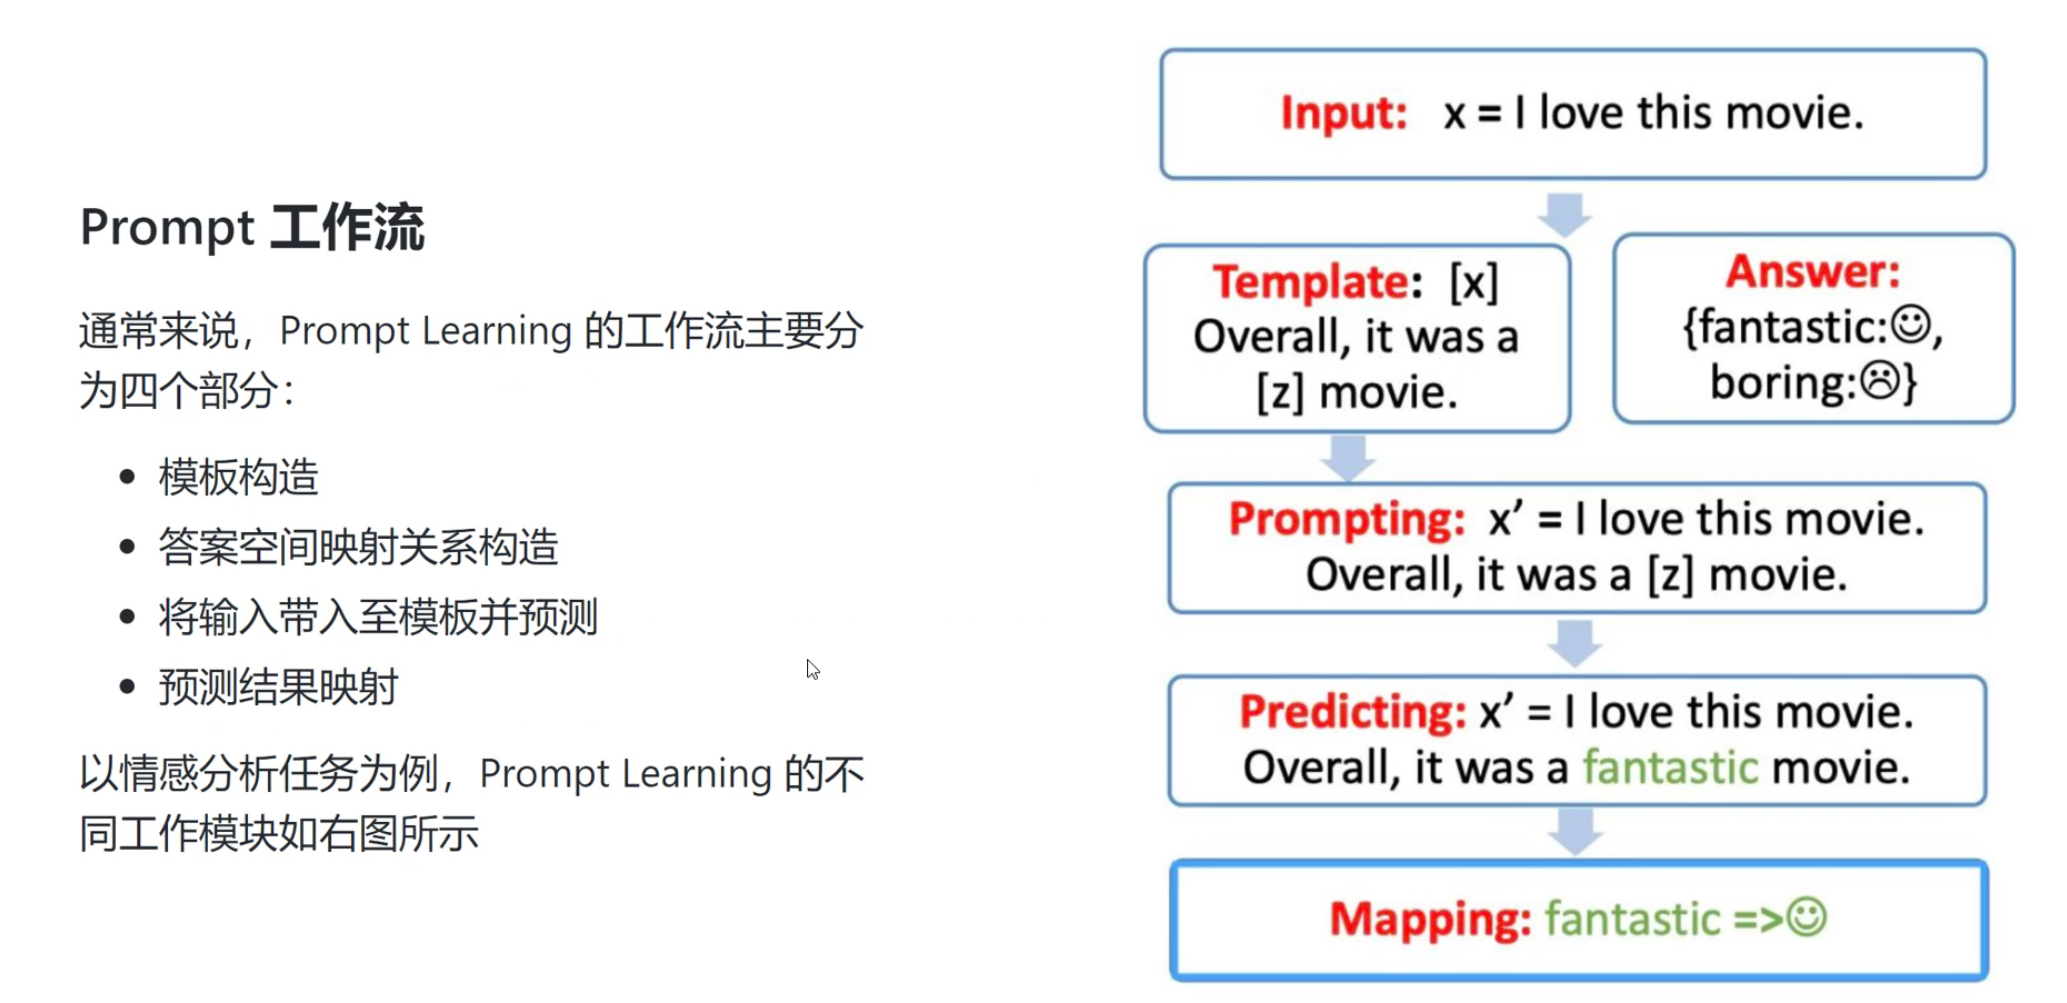 Prompt 工作流
通常来说，Prompt Learning 的工作流主要分
为四个部分：
• 模板构造
• 答案空间映射关系构造
• 将输入带入至模板并预测
• 预测结果映射
以情感分析任务为例，Prompt Learning 的不
同工作模块如右图所示
Input: x = I love this movie.
Template: [x]
Overall, it was a
[z] movie.
Answer:
{fantastic:☺,
boring:☹}
Prompting: x’ = I love this movie.
Overall, it was a [z] movie.
Predicting: x’ = I love this movie.
Overall, it was a fantastic movie.
Mapping: fantastic =>☺